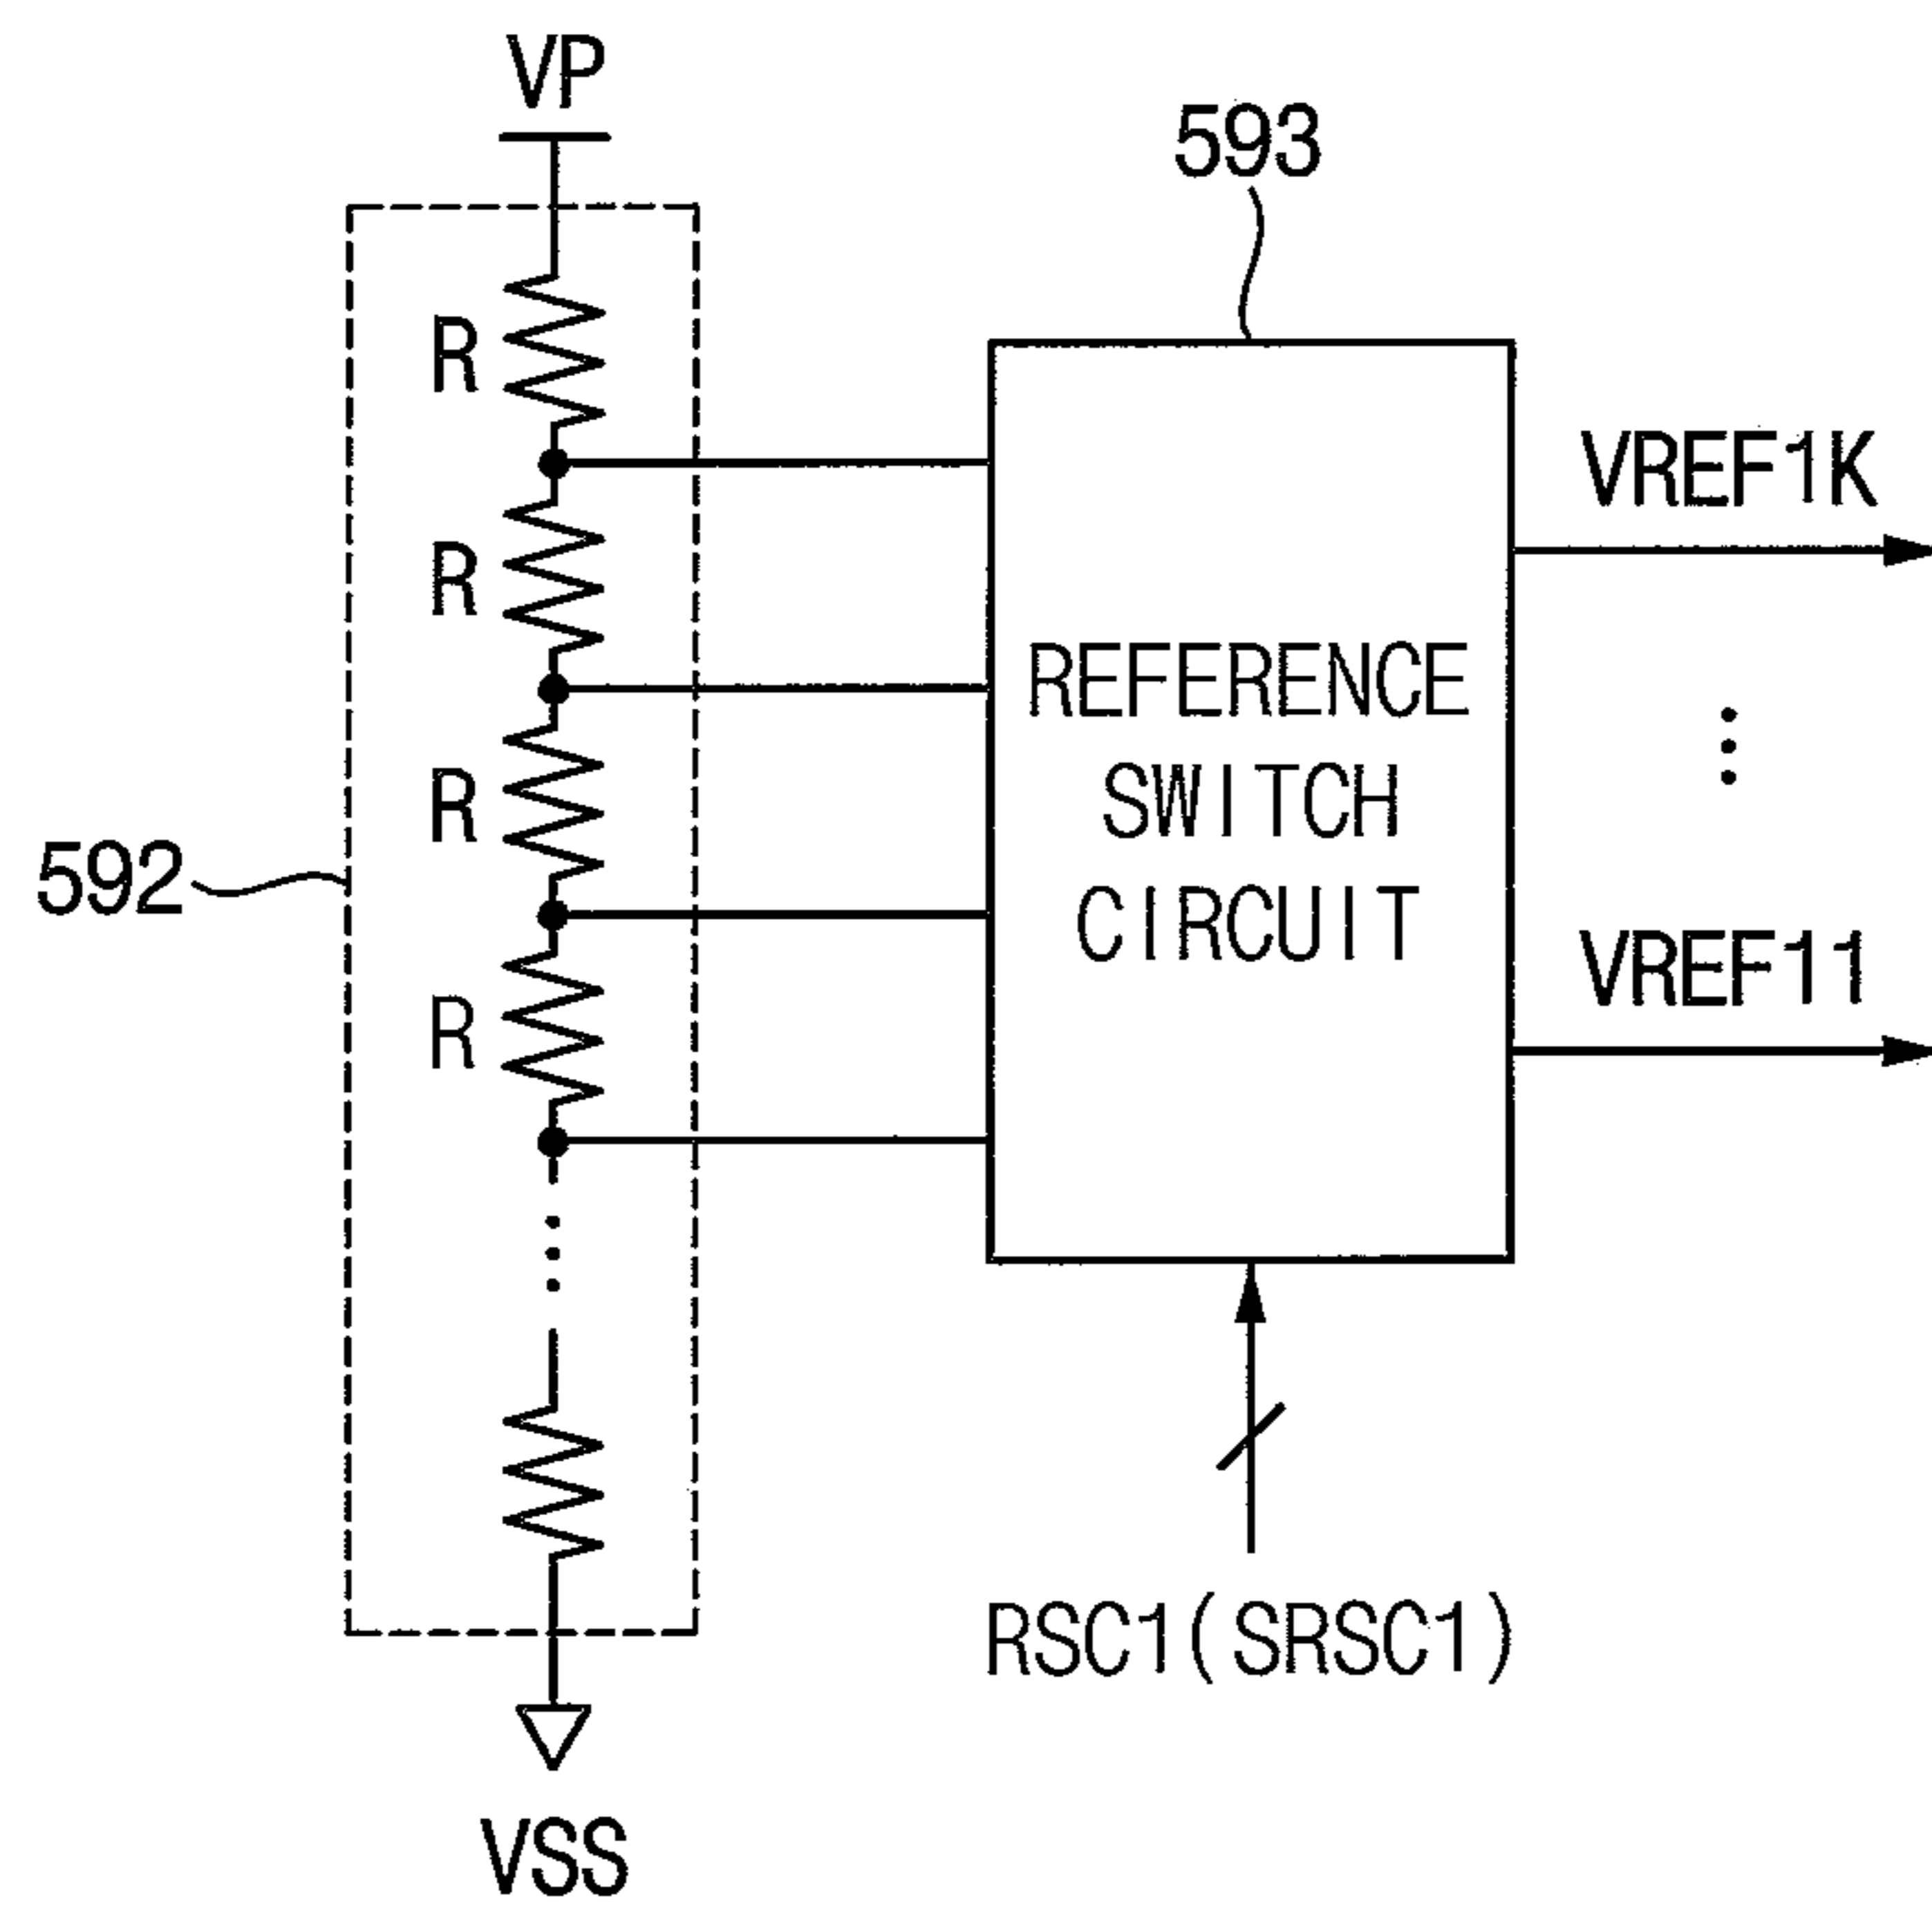 VP
593
R
VREF1K
R
REFERENCE
SWITCH
CIRCUIT
R
592
VREF11
R
RSC1(SRSC1)
VSS